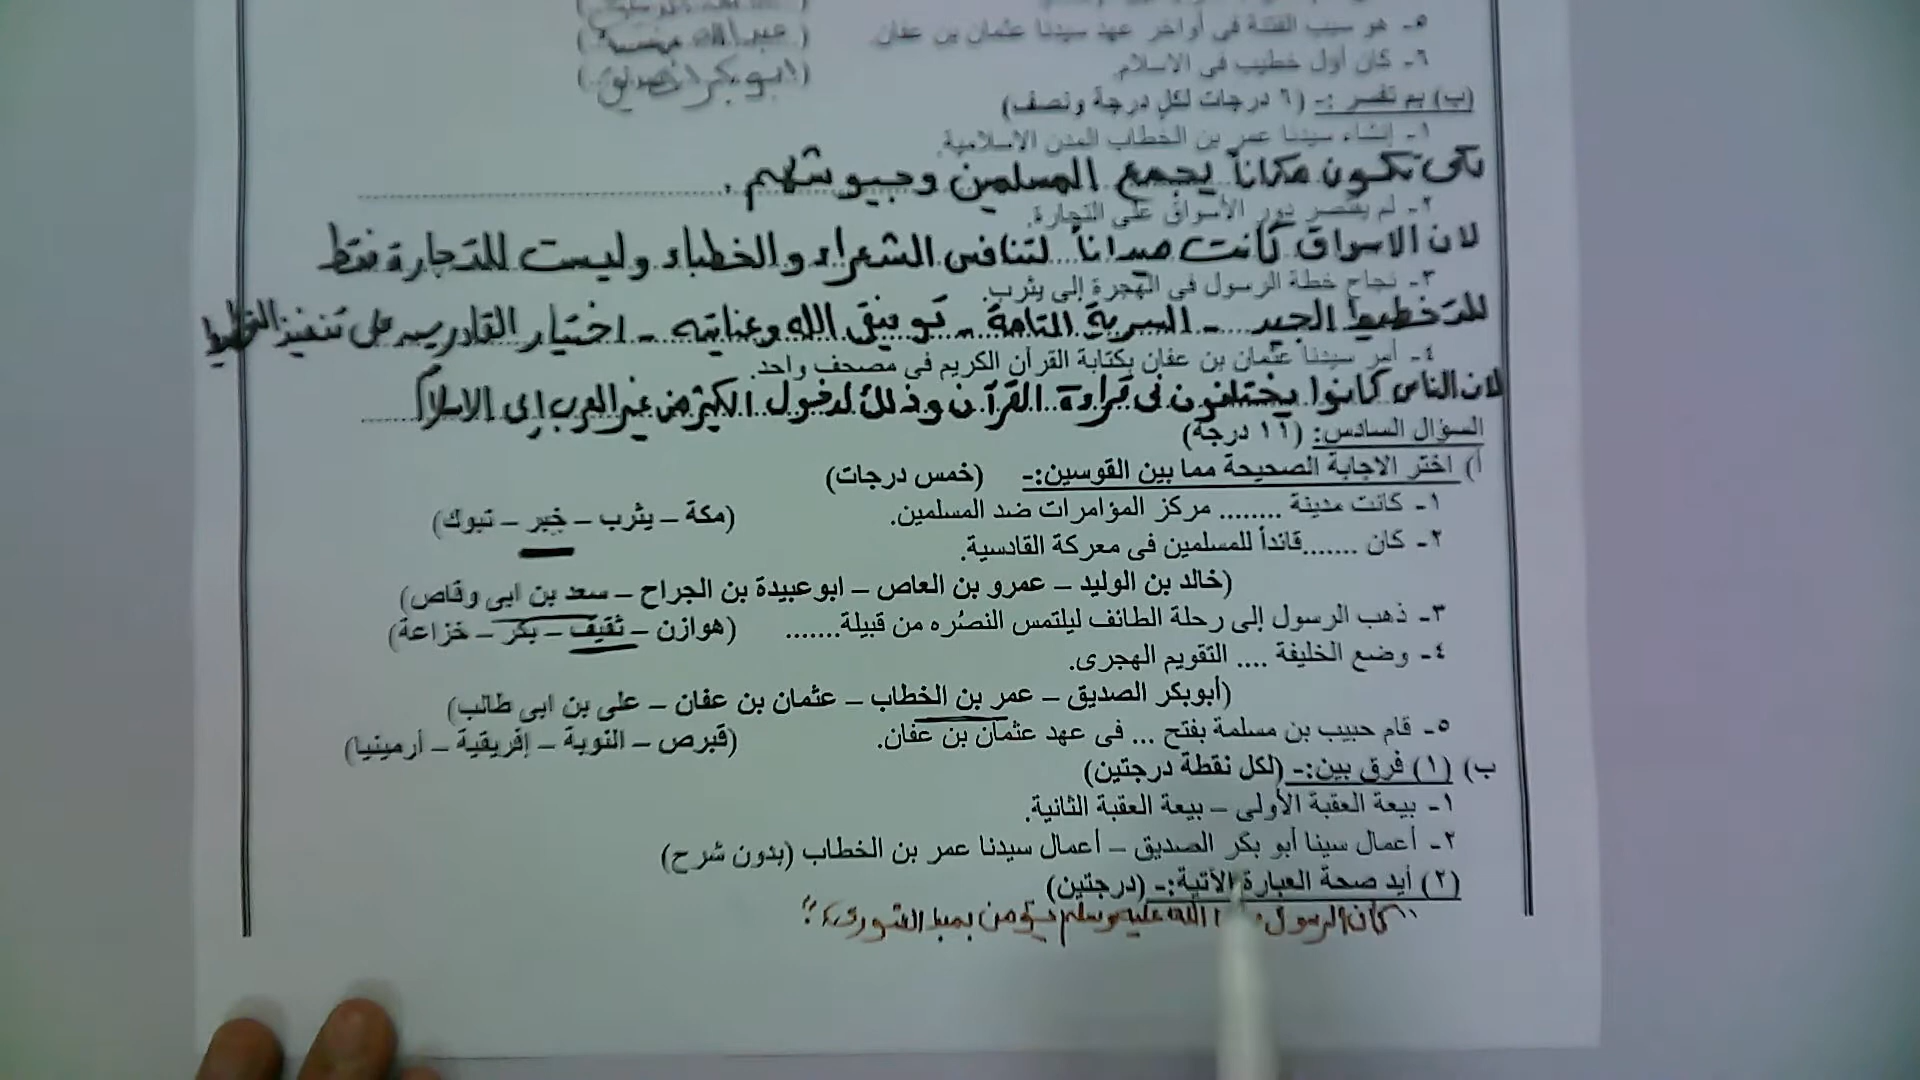 ٥- هو سبب الفتنة فى أواخر عهد سيدنا عثمان بن عفان. (عبدالله)
٦- كان أول خطيب فى الاسلام. (ابو بكر الصديق)
(ب) بم تفسر :- (٦ درجات لكل درجة ونصف)
١- إنشاء سيدنا عمر بن الخطاب المدن الاسلامية.
لكى تكون مكاناً يجمع المسلمين وجيوشهم.
٢- لم يقتصر دور الأسواق على التجارة.
لان الاسواق كانت ميداناً لتنافس الشعراء والخطباء وليست للتجارة فقط
٣- نجاح خطة الرسول فى الهجرة إلى يثرب.
للتخطيط الجيد - السرية التامة - توفيق الله وعنايته - اختيار القادرين على تنفيذ
٤- أمر سيدنا عثمان بن عفان بكتابة القرآن الكريم فى مصحف واحد.
لان الناس كانوا يختلفون فى قراءة القرآن وذلك لدخول الكثير من غير العرب إلى الاسلام
السؤال السادس: (١١ درجة)
أ) اختر الاجابة الصحيحة مما بين القوسين:- (خمس درجات)
١- كانت مدينة ........ مركز المؤامرات ضد المسلمين. (مكة – يثرب – خبر – تبوك)
٢- كان .......قائداً للمسلمين فى معركة القادسية.
(خالد بن الوليد – عمرو بن العاص – ابوعبيدة بن الجراح – سعد بن ابى وقاص)
٣- ذهب الرسول إلى رحلة الطائف ليلتمس النصُره من قبيلة....... (هوازن – ثقيف – بكر – خزاعة)
٤- وضع الخليفة .... التقويم الهجرى.
(أبوبكر الصديق – عمر بن الخطاب – عثمان بن عفان – على بن ابى طالب)
٥- قام حبيب بن مسلمة بفتح ... فى عهد عثمان بن عفان. (قبرص – النوبة – إفريقية – أرمينيا)
ب) (١) فرق بين:- (لكل نقطة درجتين)
١- بيعة العقبة الأولى – بيعة العقبة الثانية.
٢- أعمال سينا أبو بكر الصديق – أعمال سيدنا عمر بن الخطاب (بدون شرح)
(٢) أيد صحة العبارة الآتية:- (درجتين)
"كان الرسول الله عليه وسلم يؤمن بمبدأ الشورى"